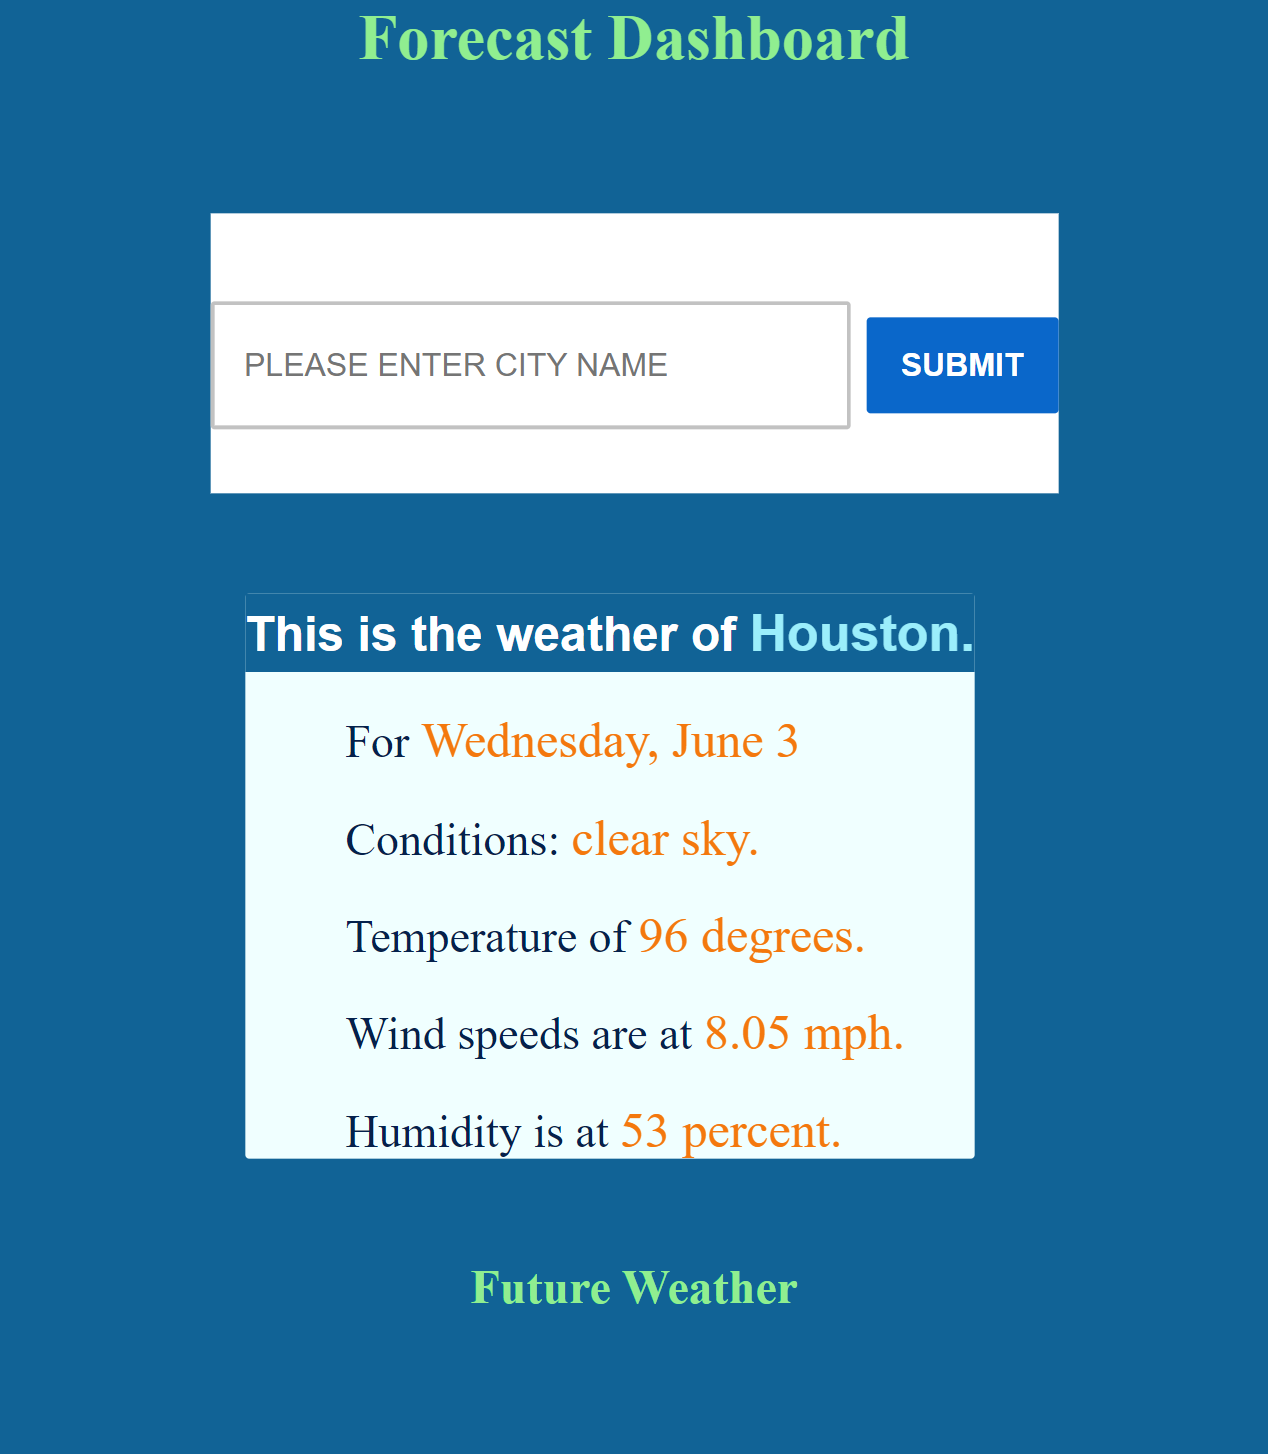 Forecast Dashboard
PLEASE ENTER CITY NAME
SUBMIT
This is the weather of Houston.
For Wednesday, June 3
Conditions: clear sky.
Temperature of 96 degrees.
Wind speeds are at 8.05 mph.
Humidity is at 53 percent.
Future Weather